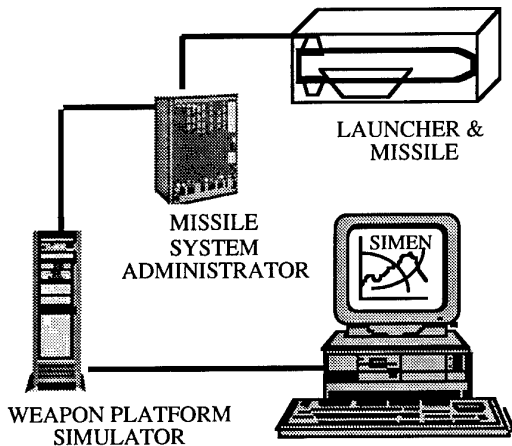 LAUNCHER &
MISSILE
MISSILE
SYSTEM
ADMINISTRATOR
SIMEN
WEAPON PLATFORM
SIMULATOR